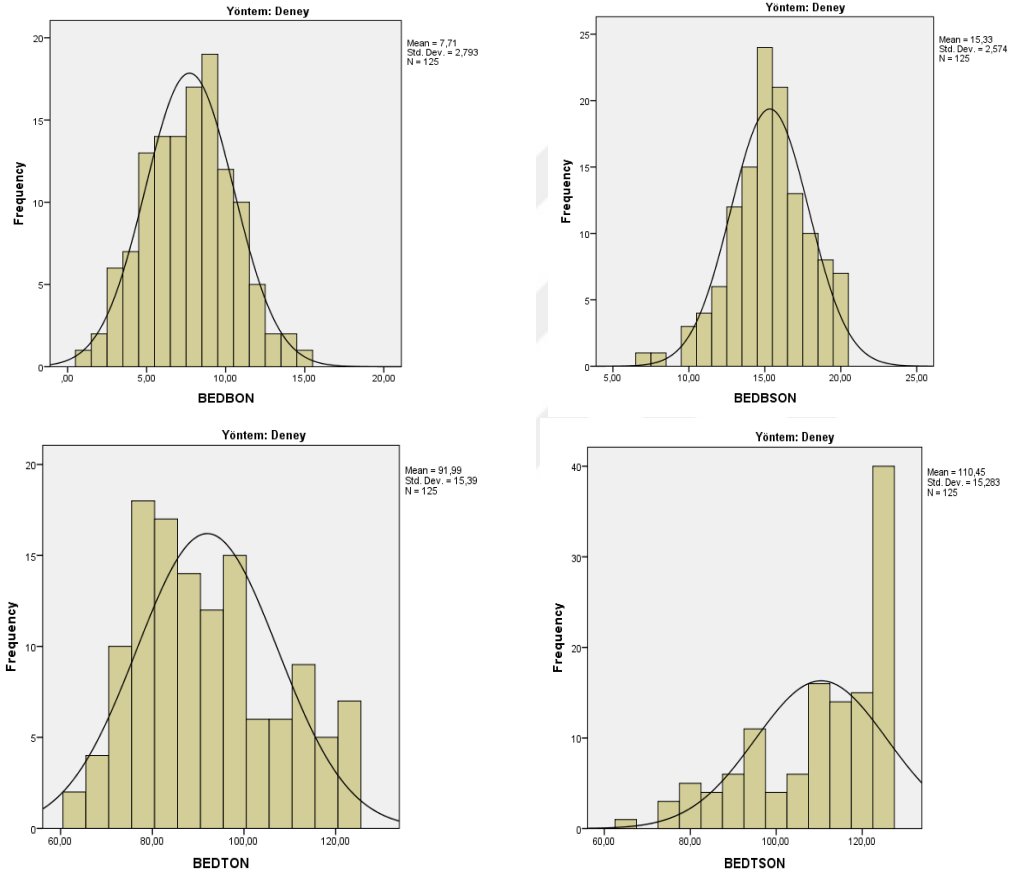 Yöntem: Deney
Mean = 7,71
Std. Dev. = 2,793
N = 125
20
15
10
5
0
Frequency
,00 5,00 10,00 15,00 20,00
BEDBON
Yöntem: Deney
Mean = 15,33
Std. Dev. = 2,574
N = 125
25
20
15
10
5
0
Frequency
5,00 10,00 15,00 20,00 25,00
BEDBSON
Yöntem: Deney
Mean = 91,99
Std. Dev. = 15,39
N = 125
20
15
10
5
0
Frequency
60,00 80,00 100,00 120,00
BEDTON
Yöntem: Deney
Mean = 110,45
Std. Dev. = 15,283
N = 125
40
30
20
10
0
Frequency
60,00 80,00 100,00 120,00
BEDTSON